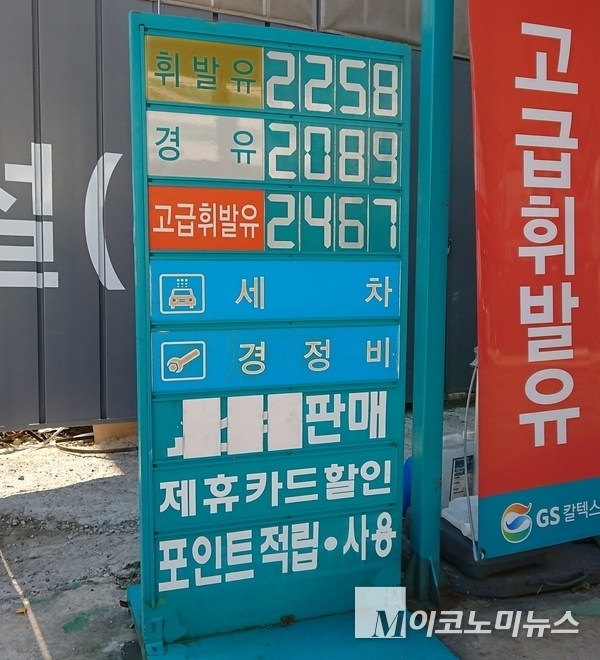 휘발유 2258
경유 2089
고급휘발유 2467
세차
경정비
판매
제휴카드할인
포인트적립·사용
고급휘발유
GS칼텍스
설(
M이코노미뉴스